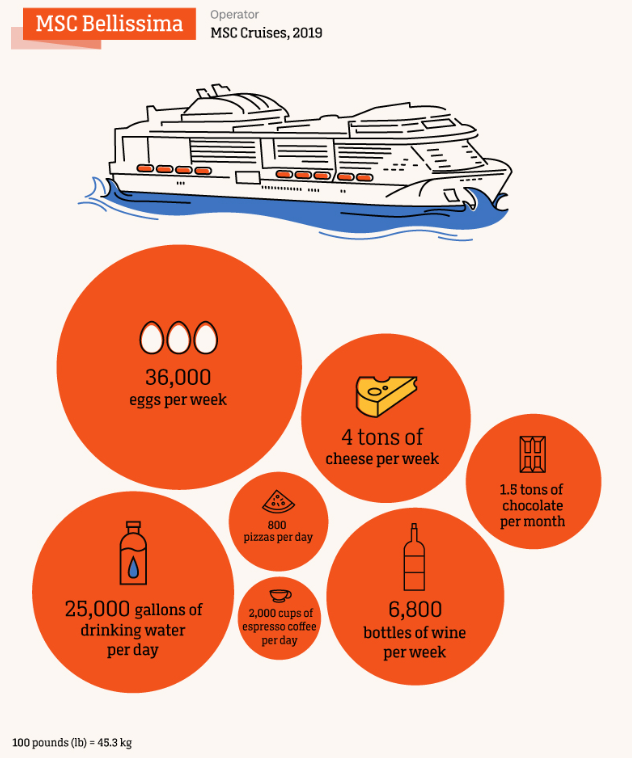 MSC Bellissima
Operator
MSC Cruises, 2019
36,000
eggs per week
4 tons of
cheese per week
1.5 tons of
chocolate
per month
800
pizzas per day
25,000 gallons of
drinking water
per day
2,000 cups of
espresso coffee
per day
6,800
bottles of wine
per week
100 pounds (lb) = 45.3 kg